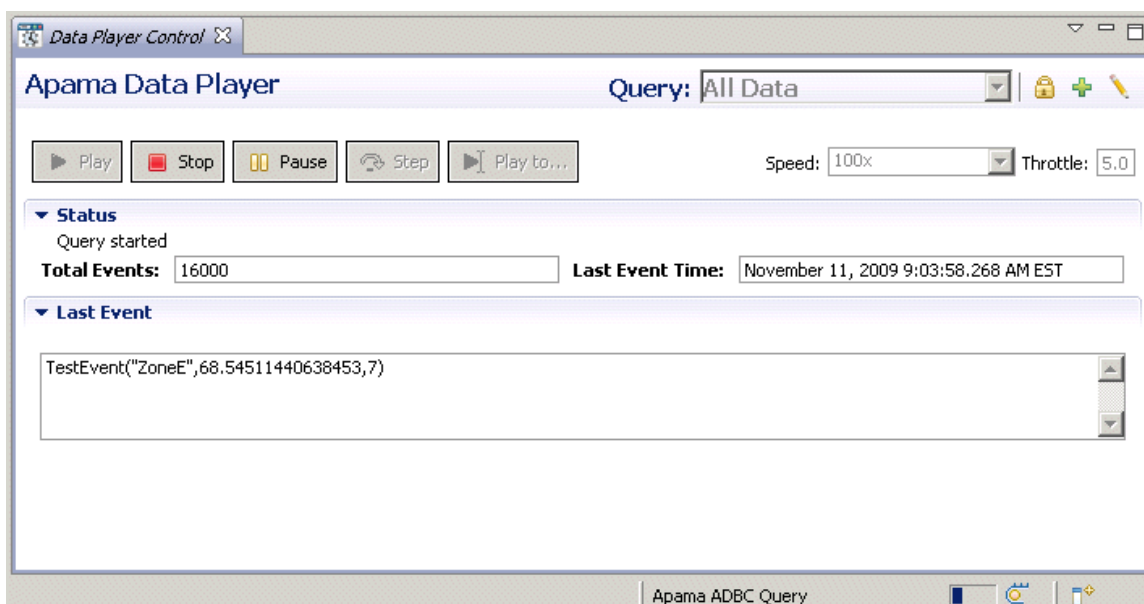 Data Player Control
Apama Data Player Query: All Data
Play Stop Pause Step Play to... Speed: 100x Throttle: 5.0
Status
Query started
Total Events: 16000 Last Event Time: November 11, 2009 9:03:58.268 AM EST
Last Event
TestEvent("ZoneE",68.54511440638453,7)
Apama ADBC Query